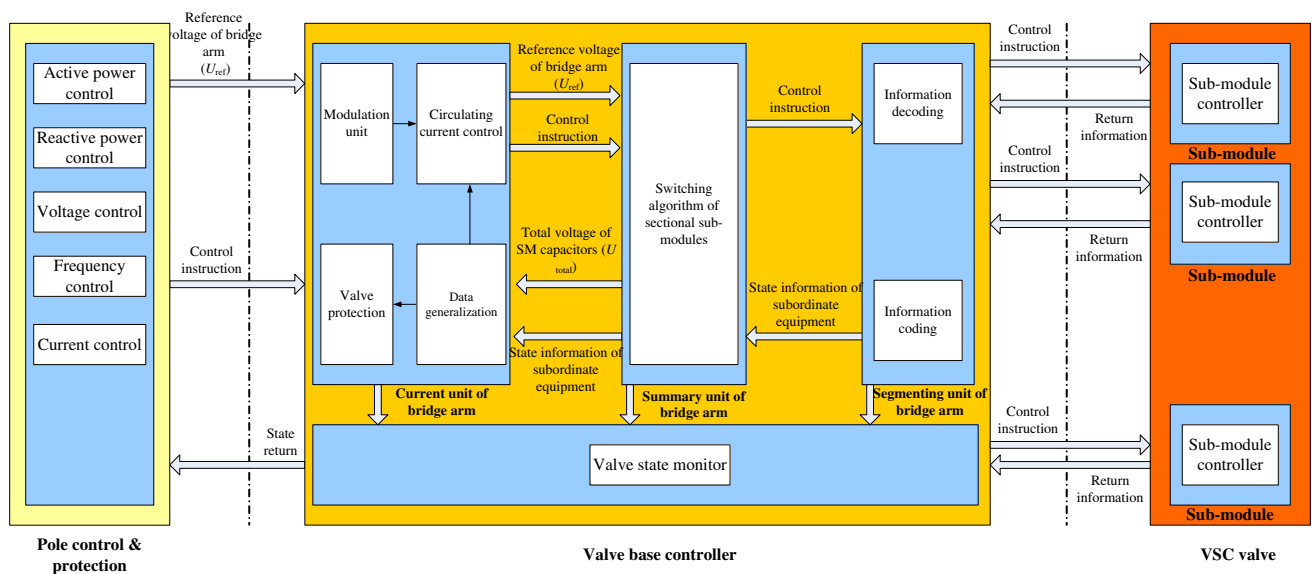 Reference
voltage of bridge
arm
(Uref)
Active power
control
Reactive power
control
Voltage control
Frequency
control
Current control
Control
instruction
State
return
Pole control &
protection
Modulation
unit
Circulating
current control
Valve
protection
Data
generalization
Current unit of
bridge arm
Reference voltage
of bridge arm
(Uref)
Control
instruction
Total voltage of
SM capacitors (U
total)
State information of
subordinate
equipment
Switching
algorithm of
sectional sub-
modules
Summary unit of
bridge arm
Control
instruction
State information of
subordinate
equipment
Information
decoding
Information
coding
Segmenting unit of
bridge arm
Valve state monitor
Valve base controller
Control
instruction
Return
information
Control
instruction
Return
information
Control
instruction
Return
information
Sub-module
controller
Sub-module
Sub-module
controller
Sub-module
Sub-module
controller
Sub-module
VSC valve